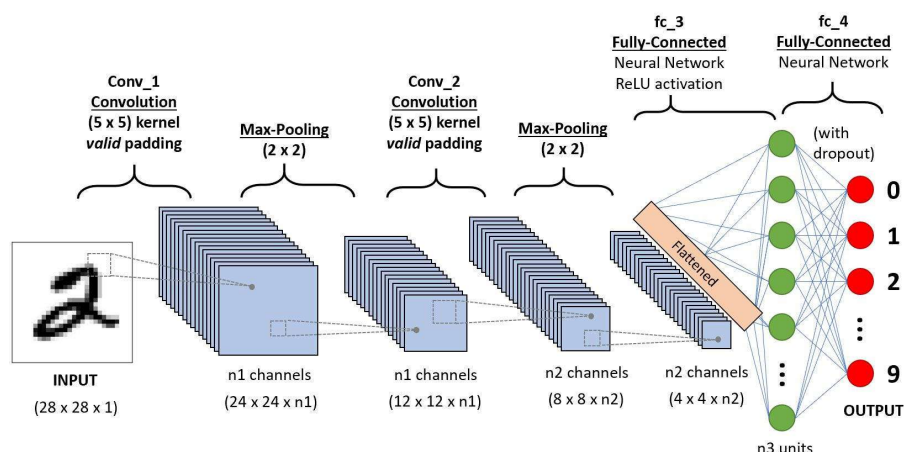 Conv_1
Convolution
(5 x 5) kernel
valid padding
Max-Pooling
(2 x 2)
Conv_2
Convolution
(5 x 5) kernel
valid padding
Max-Pooling
(2 x 2)
fc_3
Fully-Connected
Neural Network
ReLU activation
fc_4
Fully-Connected
Neural Network
(with
dropout)
INPUT
(28 x 28 x 1)
n1 channels
(24 x 24 x n1)
n1 channels
(12 x 12 x n1)
n2 channels
(8 x 8 x n2)
n2 channels
(4 x 4 x n2)
Flattened
n3 units
0
1
2
9
OUTPUT
2